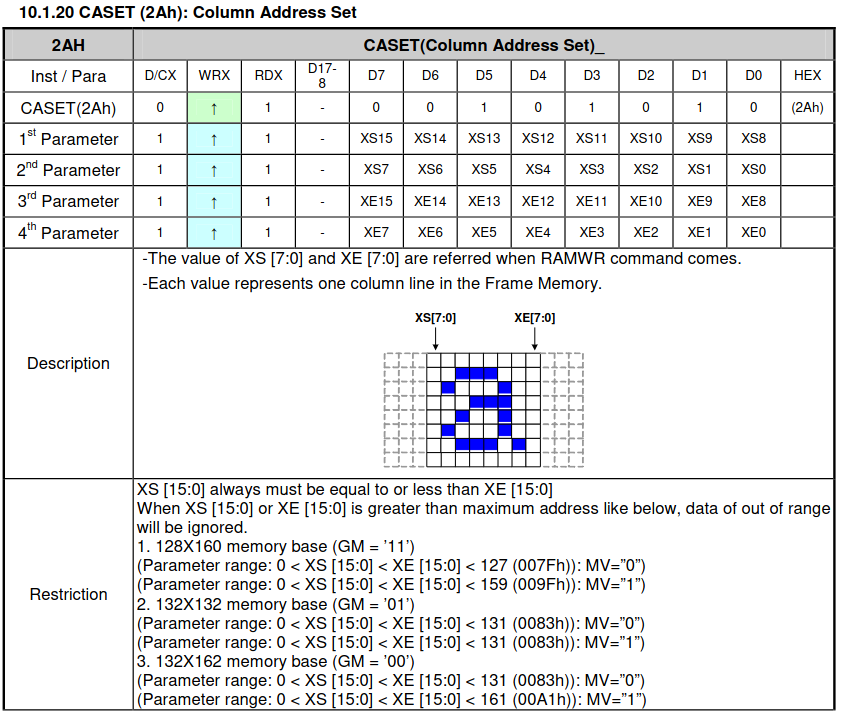 10.1.20 CASET (2Ah): Column Address Set
2AH CASET(Column Address Set)_
Inst / Para D/CX WRX RDX D17-8 D7 D6 D5 D4 D3 D2 D1 D0 HEX
CASET(2Ah) 0 ↑ 1 - 0 0 1 0 1 0 1 0 (2Ah)
1st Parameter 1 ↑ 1 - XS15 XS14 XS13 XS12 XS11 XS10 XS9 XS8
2nd Parameter 1 ↑ 1 - XS7 XS6 XS5 XS4 XS3 XS2 XS1 XS0
3rd Parameter 1 ↑ 1 - XE15 XE14 XE13 XE12 XE11 XE10 XE9 XE8
4th Parameter 1 ↑ 1 - XE7 XE6 XE5 XE4 XE3 XE2 XE1 XE0
Description
-The value of XS [7:0] and XE [7:0] are referred when RAMWR command comes.
-Each value represents one column line in the Frame Memory.
XS[7:0] XE[7:0]
Restriction
XS [15:0] always must be equal to or less than XE [15:0]
When XS [15:0] or XE [15:0] is greater than maximum address like below, data of out of range
will be ignored.
1. 128X160 memory base (GM = ’11’)
(Parameter range: 0 < XS [15:0] < XE [15:0] < 127 (007Fh)): MV=”0”)
(Parameter range: 0 < XS [15:0] < XE [15:0] < 159 (009Fh)): MV=”1”)
2. 132X132 memory base (GM = ’01’)
(Parameter range: 0 < XS [15:0] < XE [15:0] < 131 (0083h)): MV=”0”)
(Parameter range: 0 < XS [15:0] < XE [15:0] < 131 (0083h)): MV=”1”)
3. 132X162 memory base (GM = ’00’)
(Parameter range: 0 < XS [15:0] < XE [15:0] < 131 (0083h)): MV=”0”)
(Parameter range: 0 < XS [15:0] < XE [15:0] < 161 (00A1h)): MV=”1”)